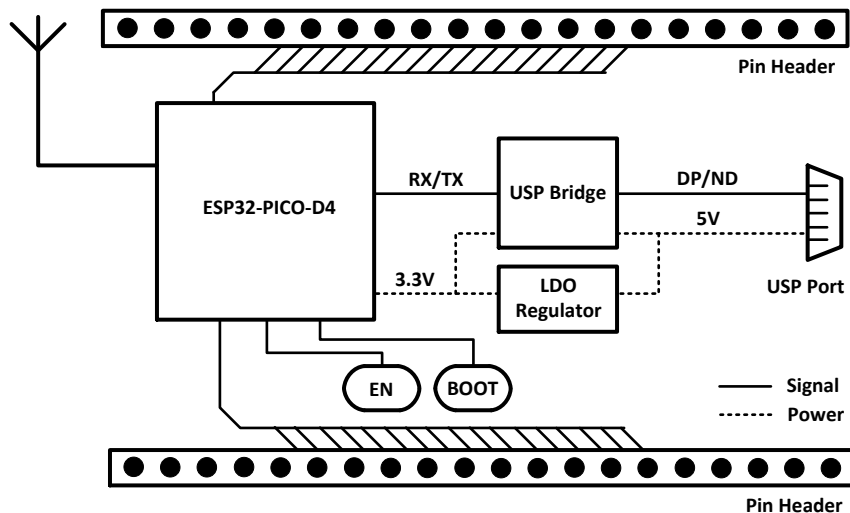 Pin Header
RX/TX
USP Bridge
DP/ND
ESP32-PICO-D4
5V
3.3V
LDO
Regulator
USP Port
EN
BOOT
Signal
Power
Pin Header